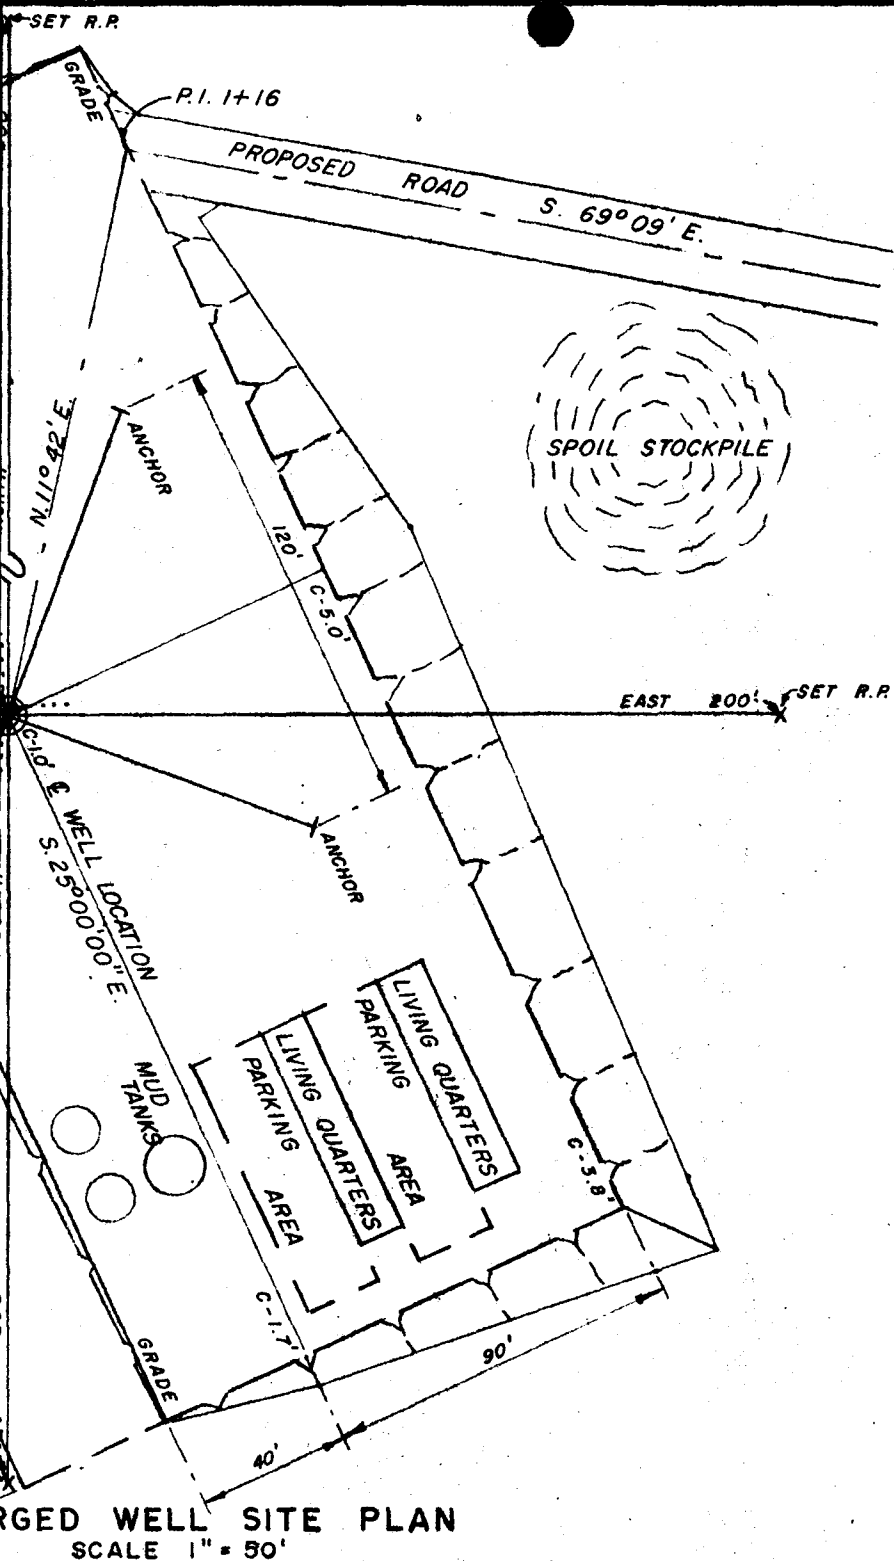 SET R.P.
GRADE
P.I. 1+16
PROPOSED ROAD S. 69°09' E.
N. 11° 42' E.
ANCHOR
SPOIL STOCKPILE
120'
C-5.0'
EAST 200'
SET R.P.
C-1.0'
℄ WELL LOCATION
S. 25°00'00" E.
ANCHOR
LIVING QUARTERS
PARKING AREA
LIVING QUARTERS
PARKING AREA
MUD
TANKS
C-3.8'
C-1.7'
GRADE
90'
40'
RGED WELL SITE PLAN
SCALE 1" = 50'